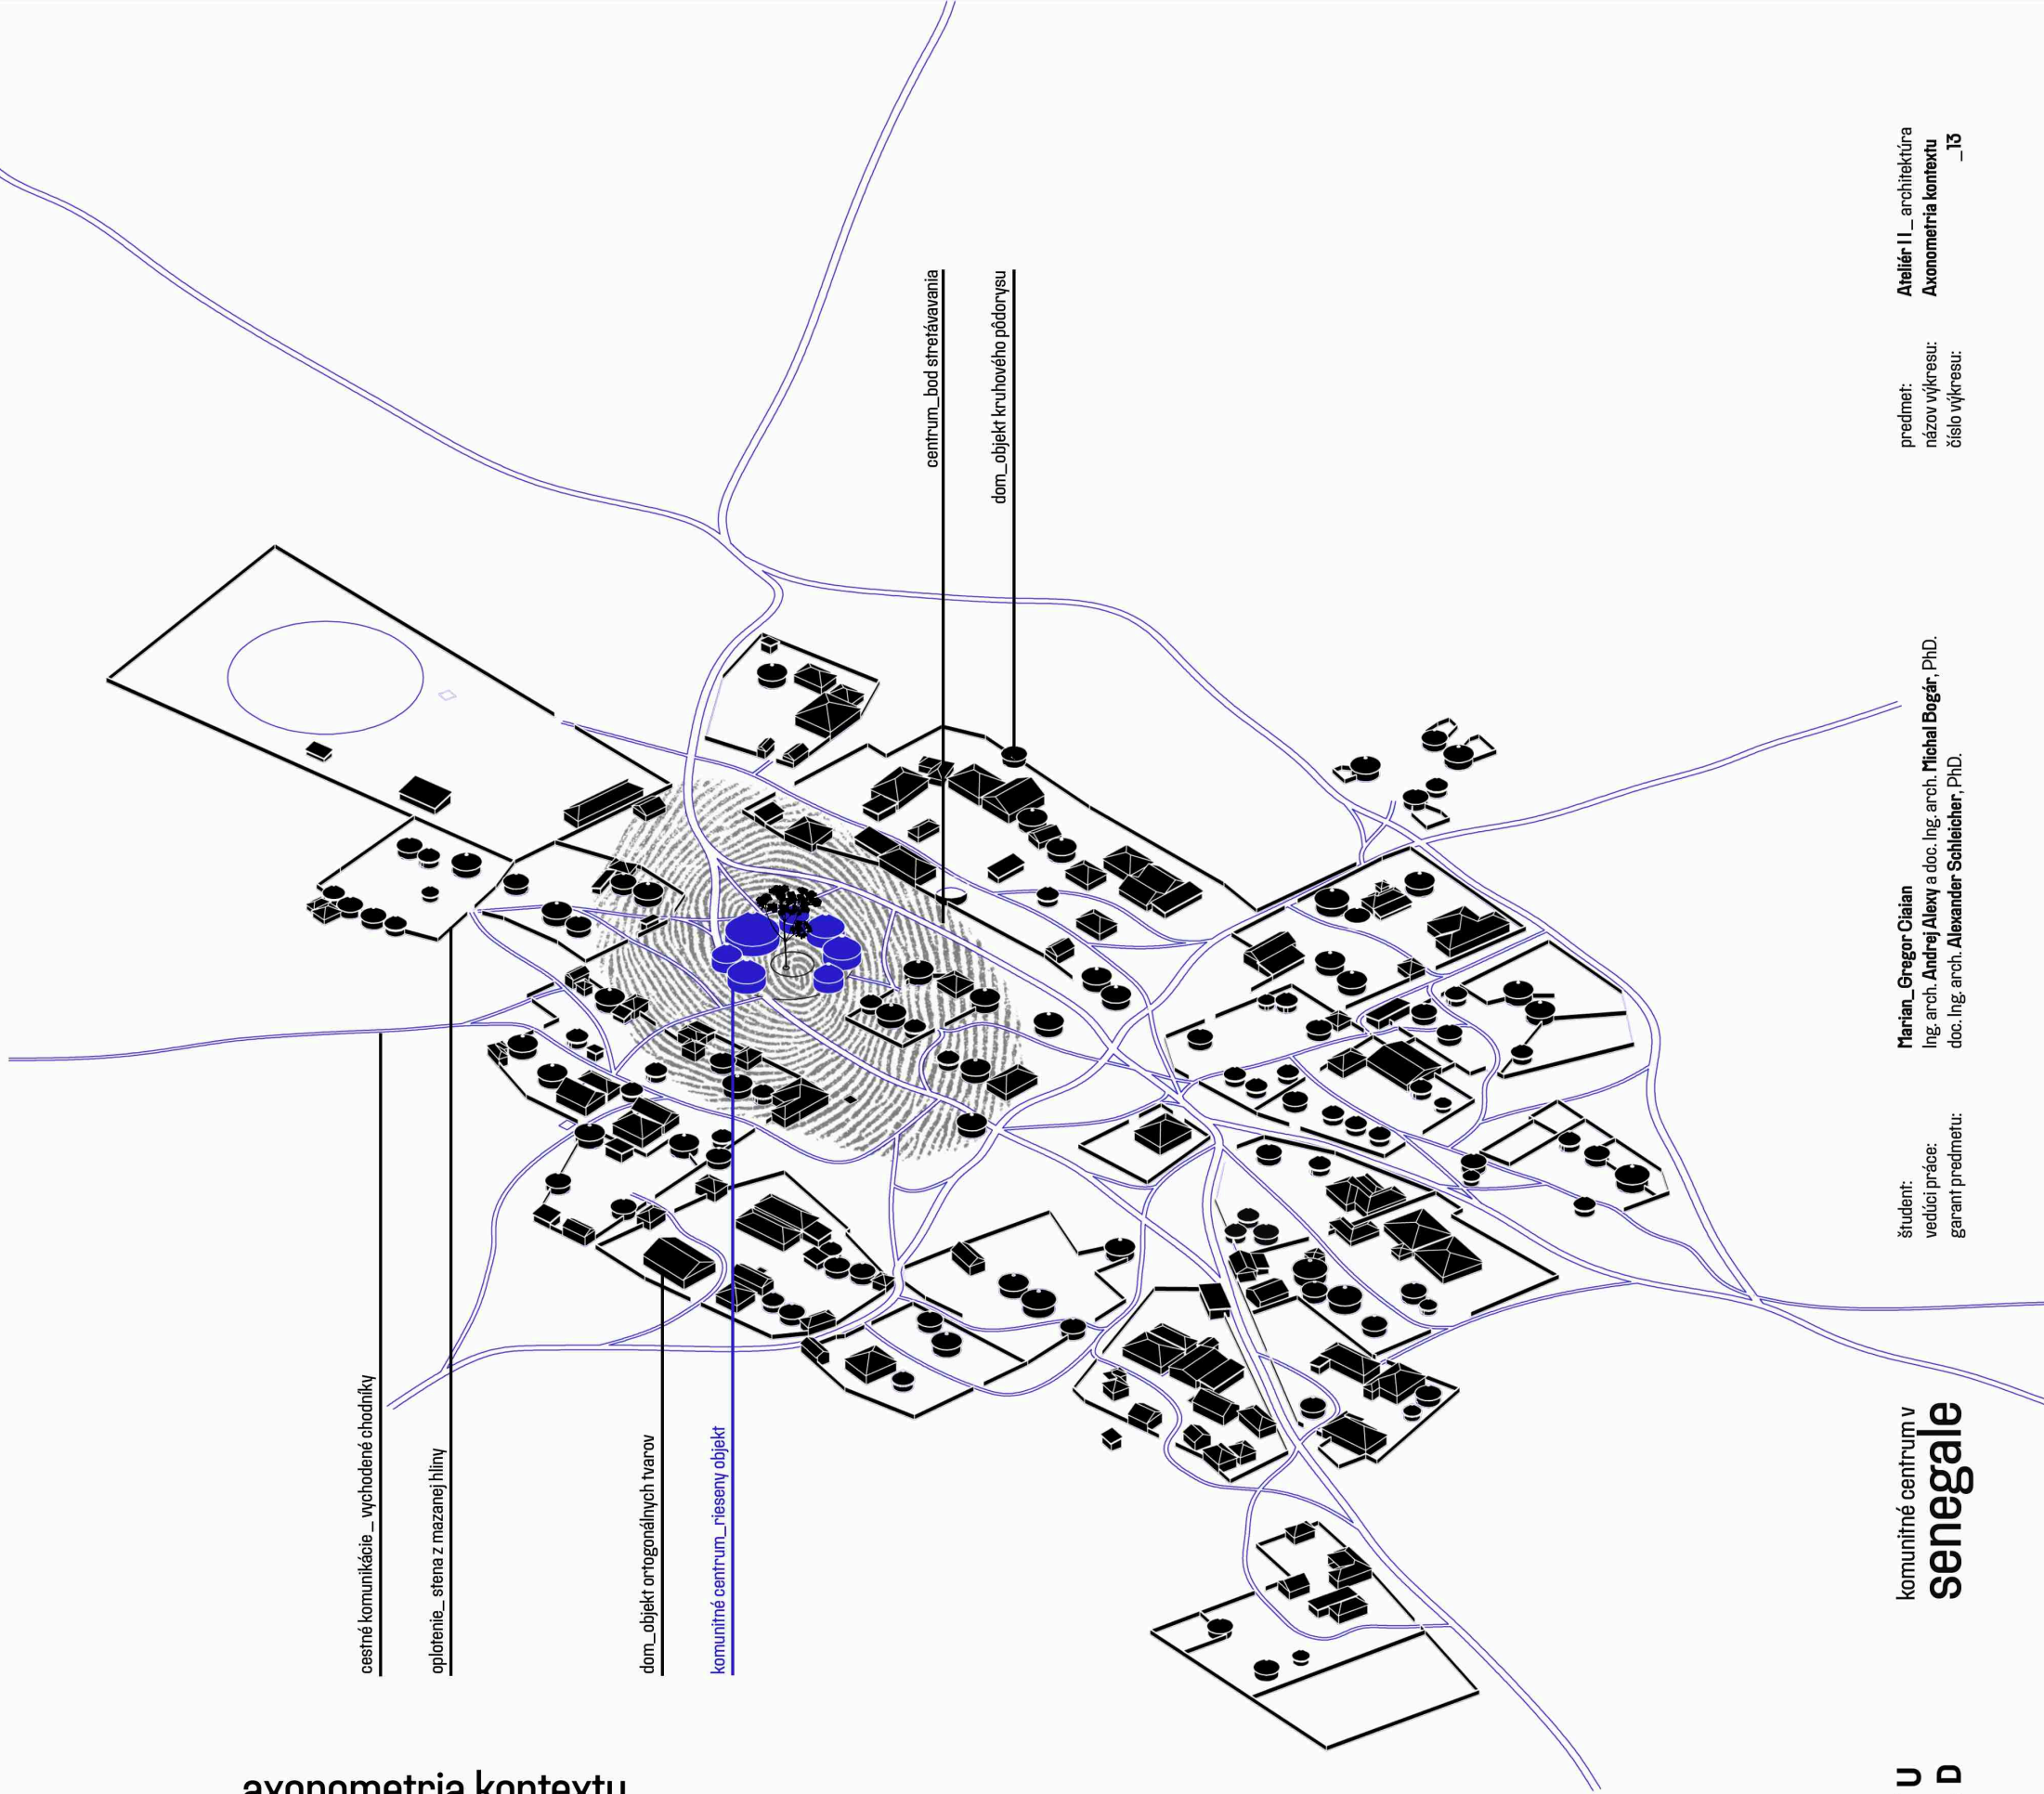 centrum_bod stretávavania
dom_objekt kruhového pôdorysu
cestné komunikácie _ vychodené chodníky
oplotenie_ stena z mazanej hliny
dom_objekt ortogonálnych tvarov
komunitné centrum_rieseny objekt
axonometria kontextu
U
D
komunitné centrum v
senegale
študent: Marian_Gregor Ciaian
vedúci práce: Ing. arch. Andrej Alexy a doc. Ing. arch. Michal Bogár, PhD.
garant predmetu: doc. Ing. arch. Alexander Schleicher, PhD.
predmet: Ateliér II_ architektúra
názov výkresu: Axonometria kontextu
číslo výkresu: _13